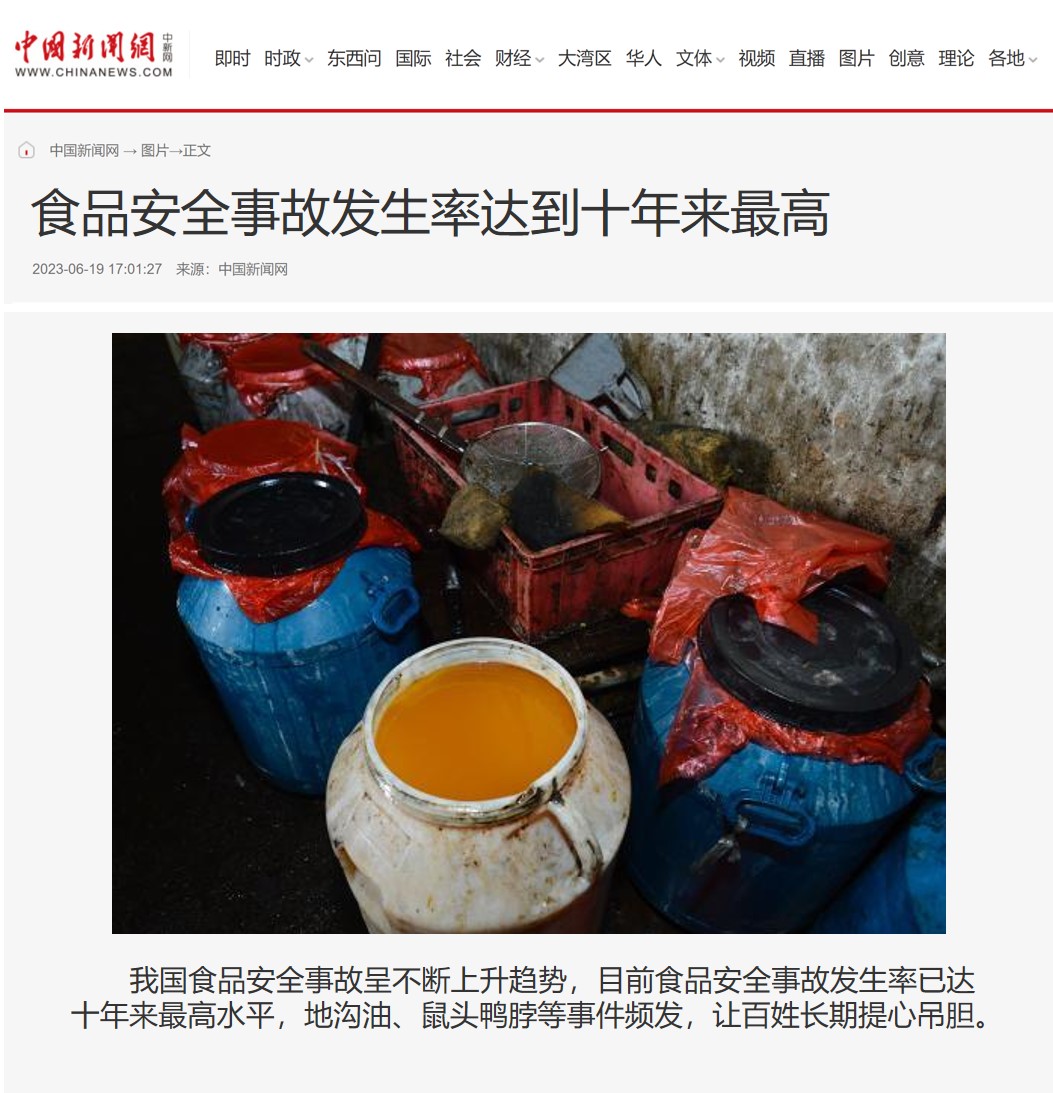 中國新聞網 中新网
WWW.CHINANEWS.COM
即时 时政 东西问 国际 社会 财经 大湾区 华人 文体 视频 直播 图片 创意 理论 各地
中国新闻网 → 图片→正文
食品安全事故发生率达到十年来最高
2023-06-19 17:01:27 来源：中国新闻网
我国食品安全事故呈不断上升趋势，目前食品安全事故发生率已达
十年来最高水平，地沟油、鼠头鸭脖等事件频发，让百姓长期提心吊胆。